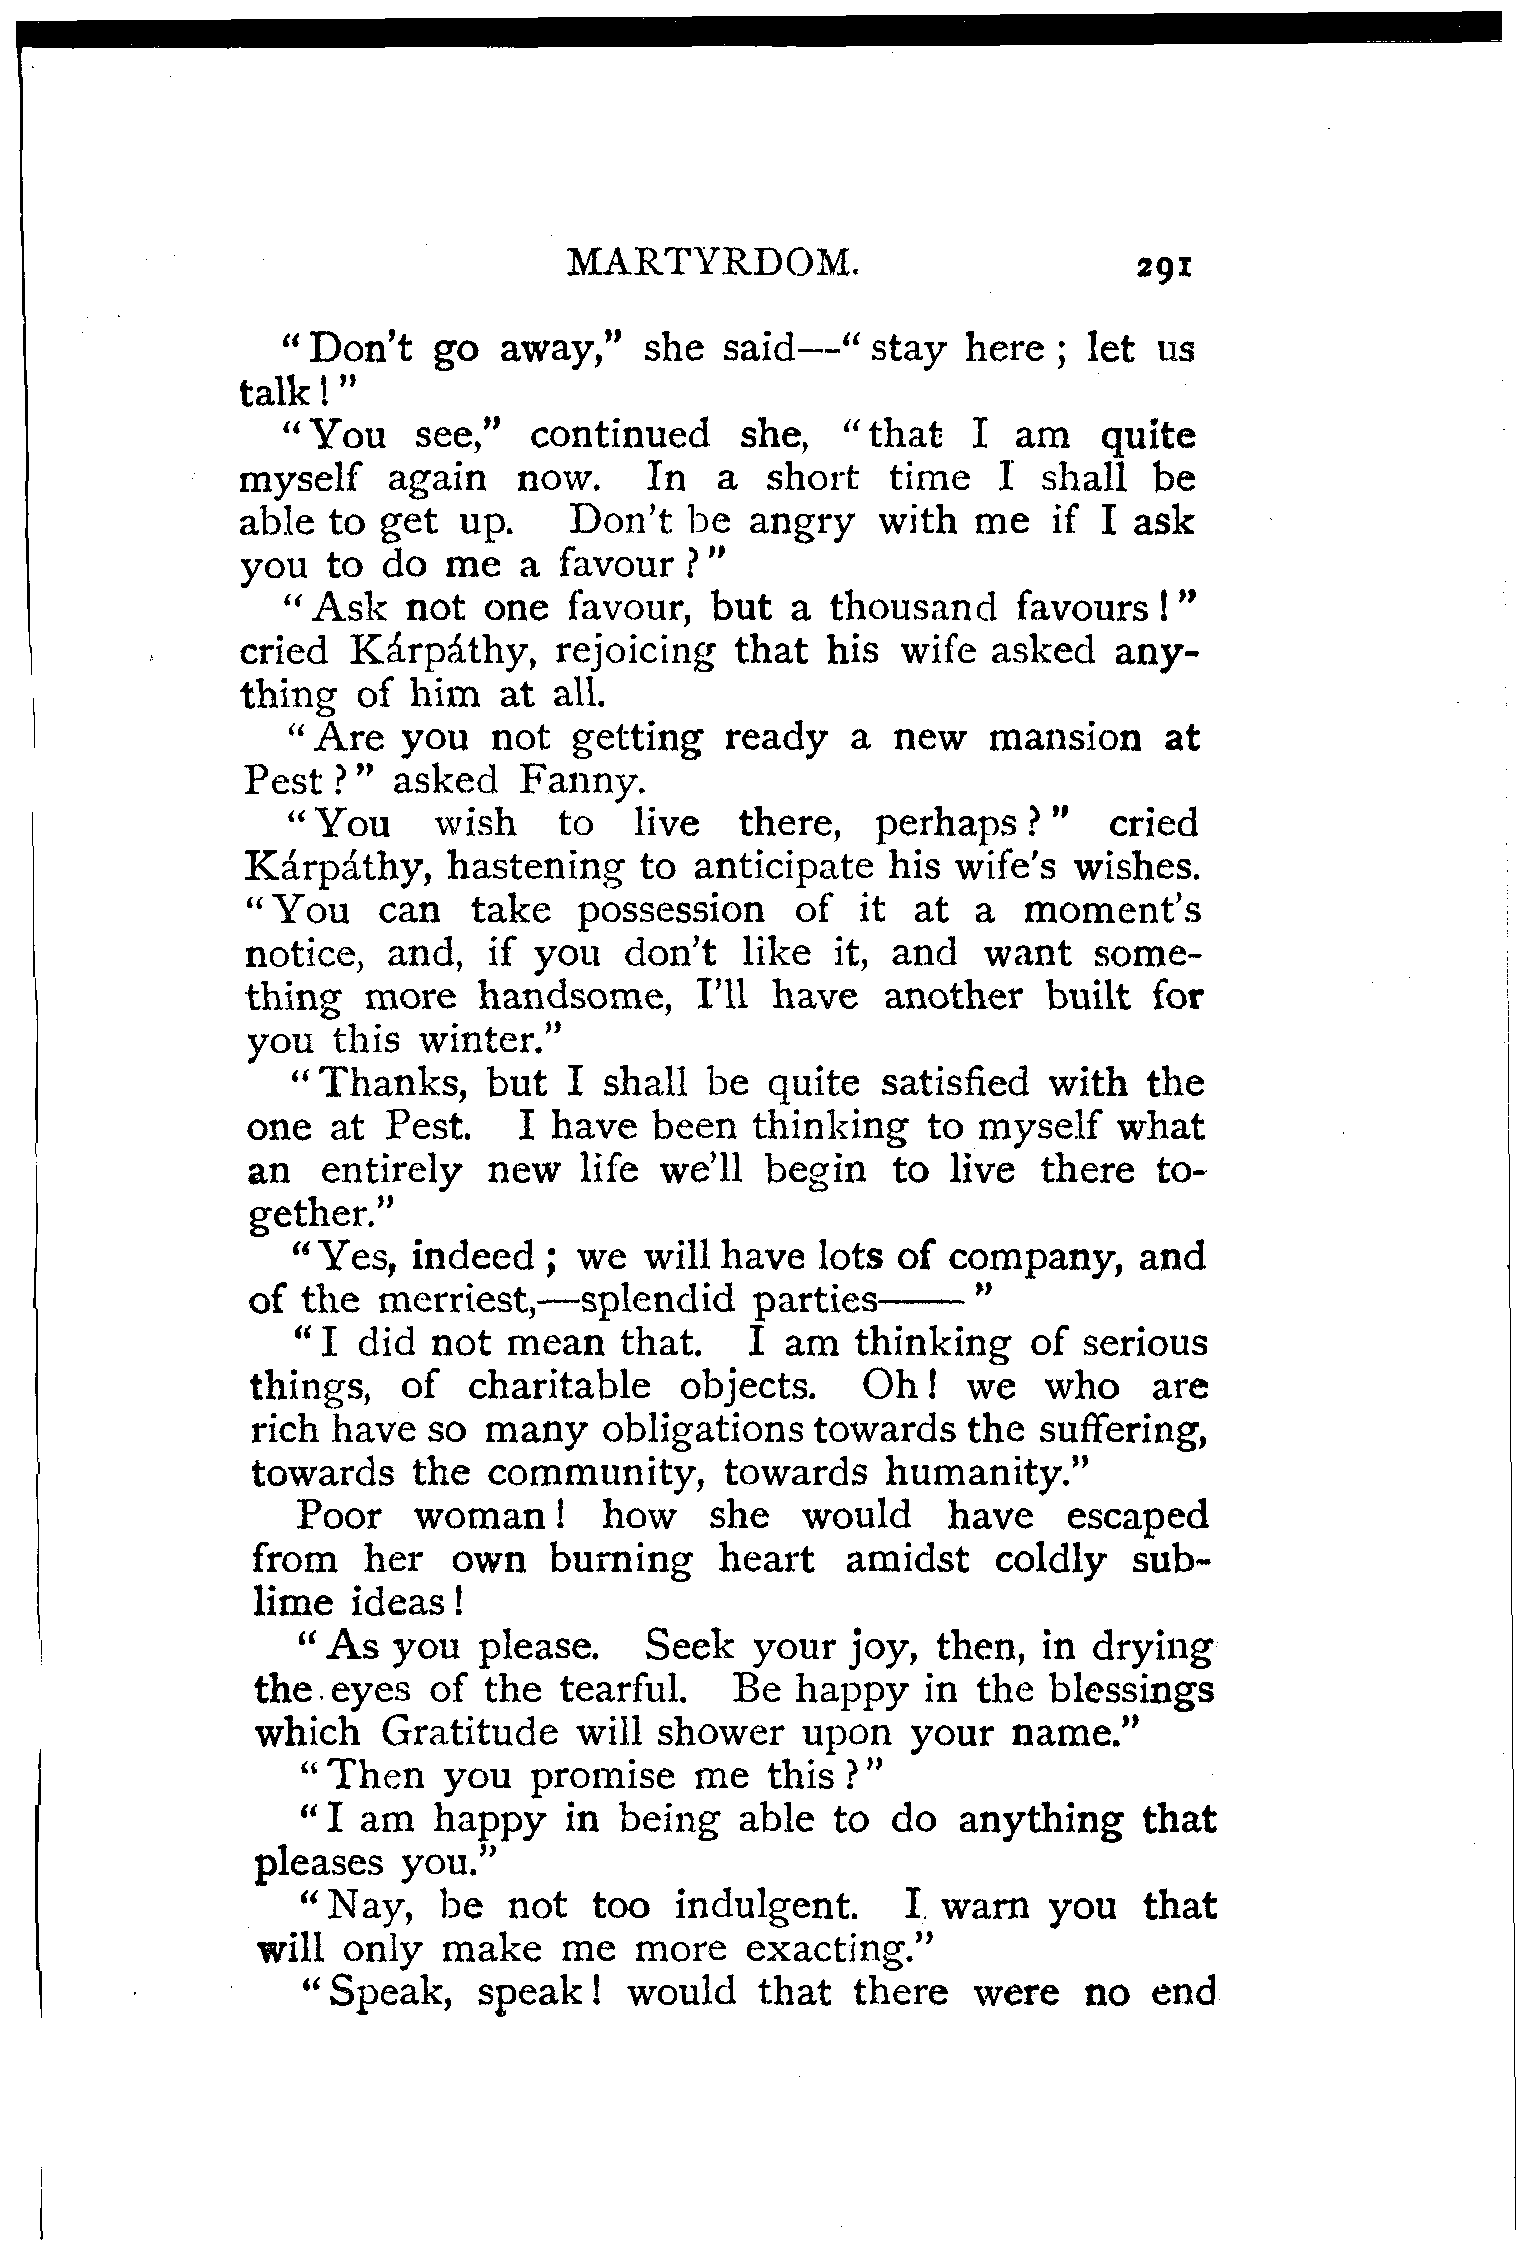 MARTYRDOM. 291
“Don't go away,” she said—“stay here; let us
talk!”
“You see,” continued she, “that I am quite
myself again now. In a short time I shall be
able to get up. Don't be angry with me if I ask
you to do me a favour?”
“Ask not one favour, but a thousand favours!”
cried Kárpáthy, rejoicing that his wife asked any-
thing of him at all.
“Are you not getting ready a new mansion at
Pest?” asked Fanny.
“You wish to live there, perhaps?” cried
Kárpáthy, hastening to anticipate his wife's wishes.
“You can take possession of it at a moment's
notice, and, if you don't like it, and want some-
thing more handsome, I'll have another built for
you this winter.”
“Thanks, but I shall be quite satisfied with the
one at Pest. I have been thinking to myself what
an entirely new life we'll begin to live there to-
gether.”
“Yes, indeed; we will have lots of company, and
of the merriest,—splendid parties——”
“I did not mean that. I am thinking of serious
things, of charitable objects. Oh! we who are
rich have so many obligations towards the suffering,
towards the community, towards humanity.”
Poor woman! how she would have escaped
from her own burning heart amidst coldly sub-
lime ideas!
“As you please. Seek your joy, then, in drying
the eyes of the tearful. Be happy in the blessings
which Gratitude will shower upon your name.”
“Then you promise me this?”
“I am happy in being able to do anything that
pleases you.”
“Nay, be not too indulgent. I warn you that
will only make me more exacting.”
“Speak, speak! would that there were no end